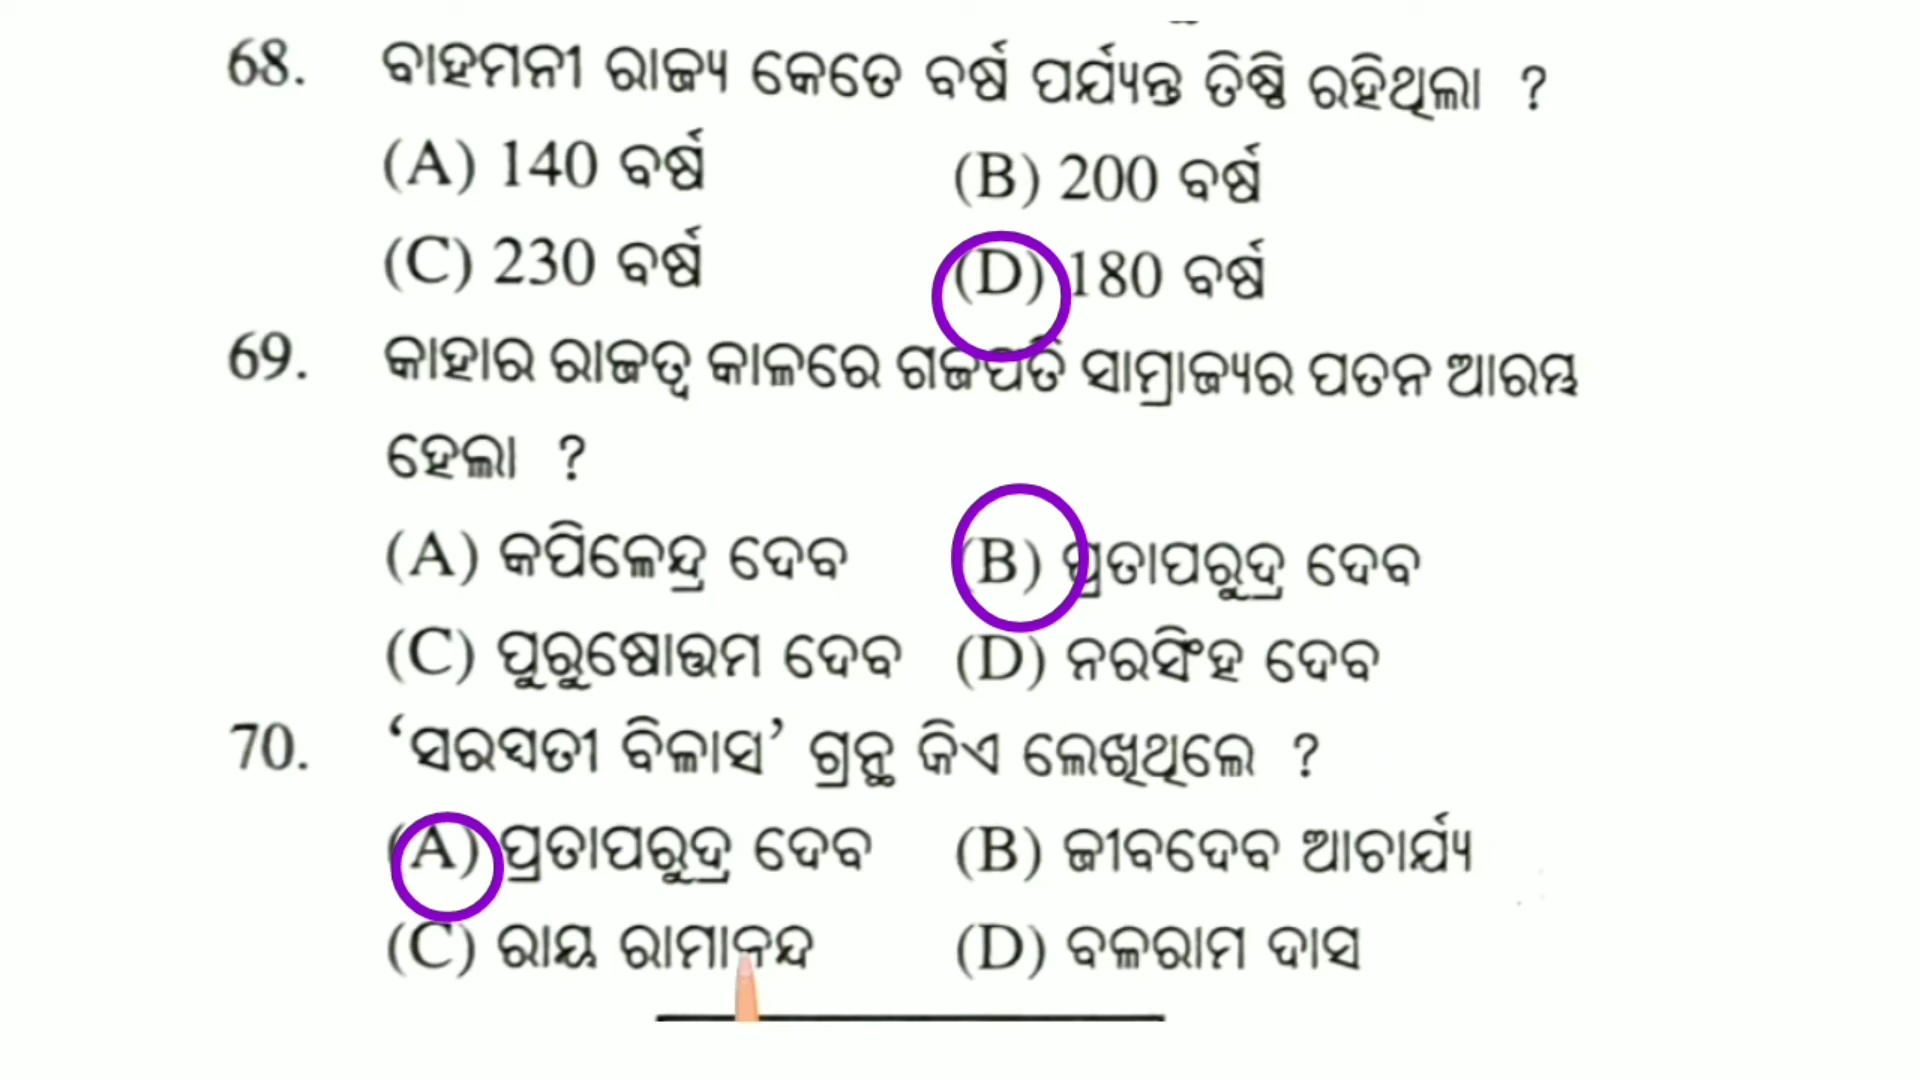 68. ବାହମନୀ ରାଜ୍ୟ କେତେ ବର୍ଷ ପର୍ଯ୍ୟନ୍ତ ତିଷ୍ଠି ରହିଥିଲା ?
(A) 140 ବର୍ଷ (B) 200 ବର୍ଷ
(C) 230 ବର୍ଷ (D) 180 ବର୍ଷ
69. କାହାର ରାଜତ୍ୱ କାଳରେ ଗଜପତି ସାମ୍ରାଜ୍ୟର ପତନ ଆରମ୍ଭ
ହେଲା ?
(A) କପିଳେନ୍ଦ୍ର ଦେବ (B) ପ୍ରତାପରୁଦ୍ର ଦେବ
(C) ପୁରୁଷୋତ୍ତମ ଦେବ (D) ନରସିଂହ ଦେବ
70. ‘ସରସ୍ୱତୀ ବିଳାସ’ ଗ୍ରନ୍ଥ କିଏ ଲେଖିଥିଲେ ?
(A) ପ୍ରତାପରୁଦ୍ର ଦେବ (B) ଜୀବଦେବ ଆଚାର୍ଯ୍ୟ
(C) ରାୟ ରାମାନନ୍ଦ (D) ବଳରାମ ଦାସ